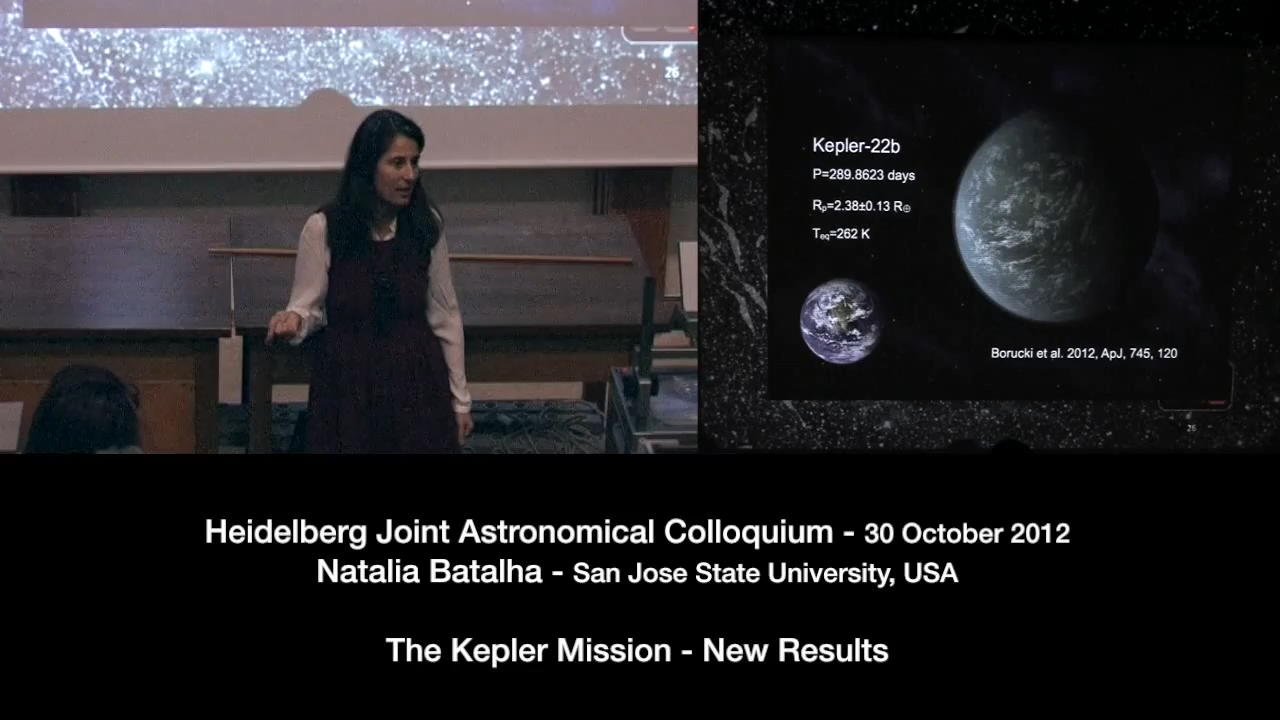 26
Kepler-22b
P=289.8623 days
Rp=2.38±0.13 R⊕
Teq=262 K
Borucki et al. 2012, ApJ, 745, 120
26
Heidelberg Joint Astronomical Colloquium - 30 October 2012
Natalia Batalha - San Jose State University, USA
The Kepler Mission - New Results